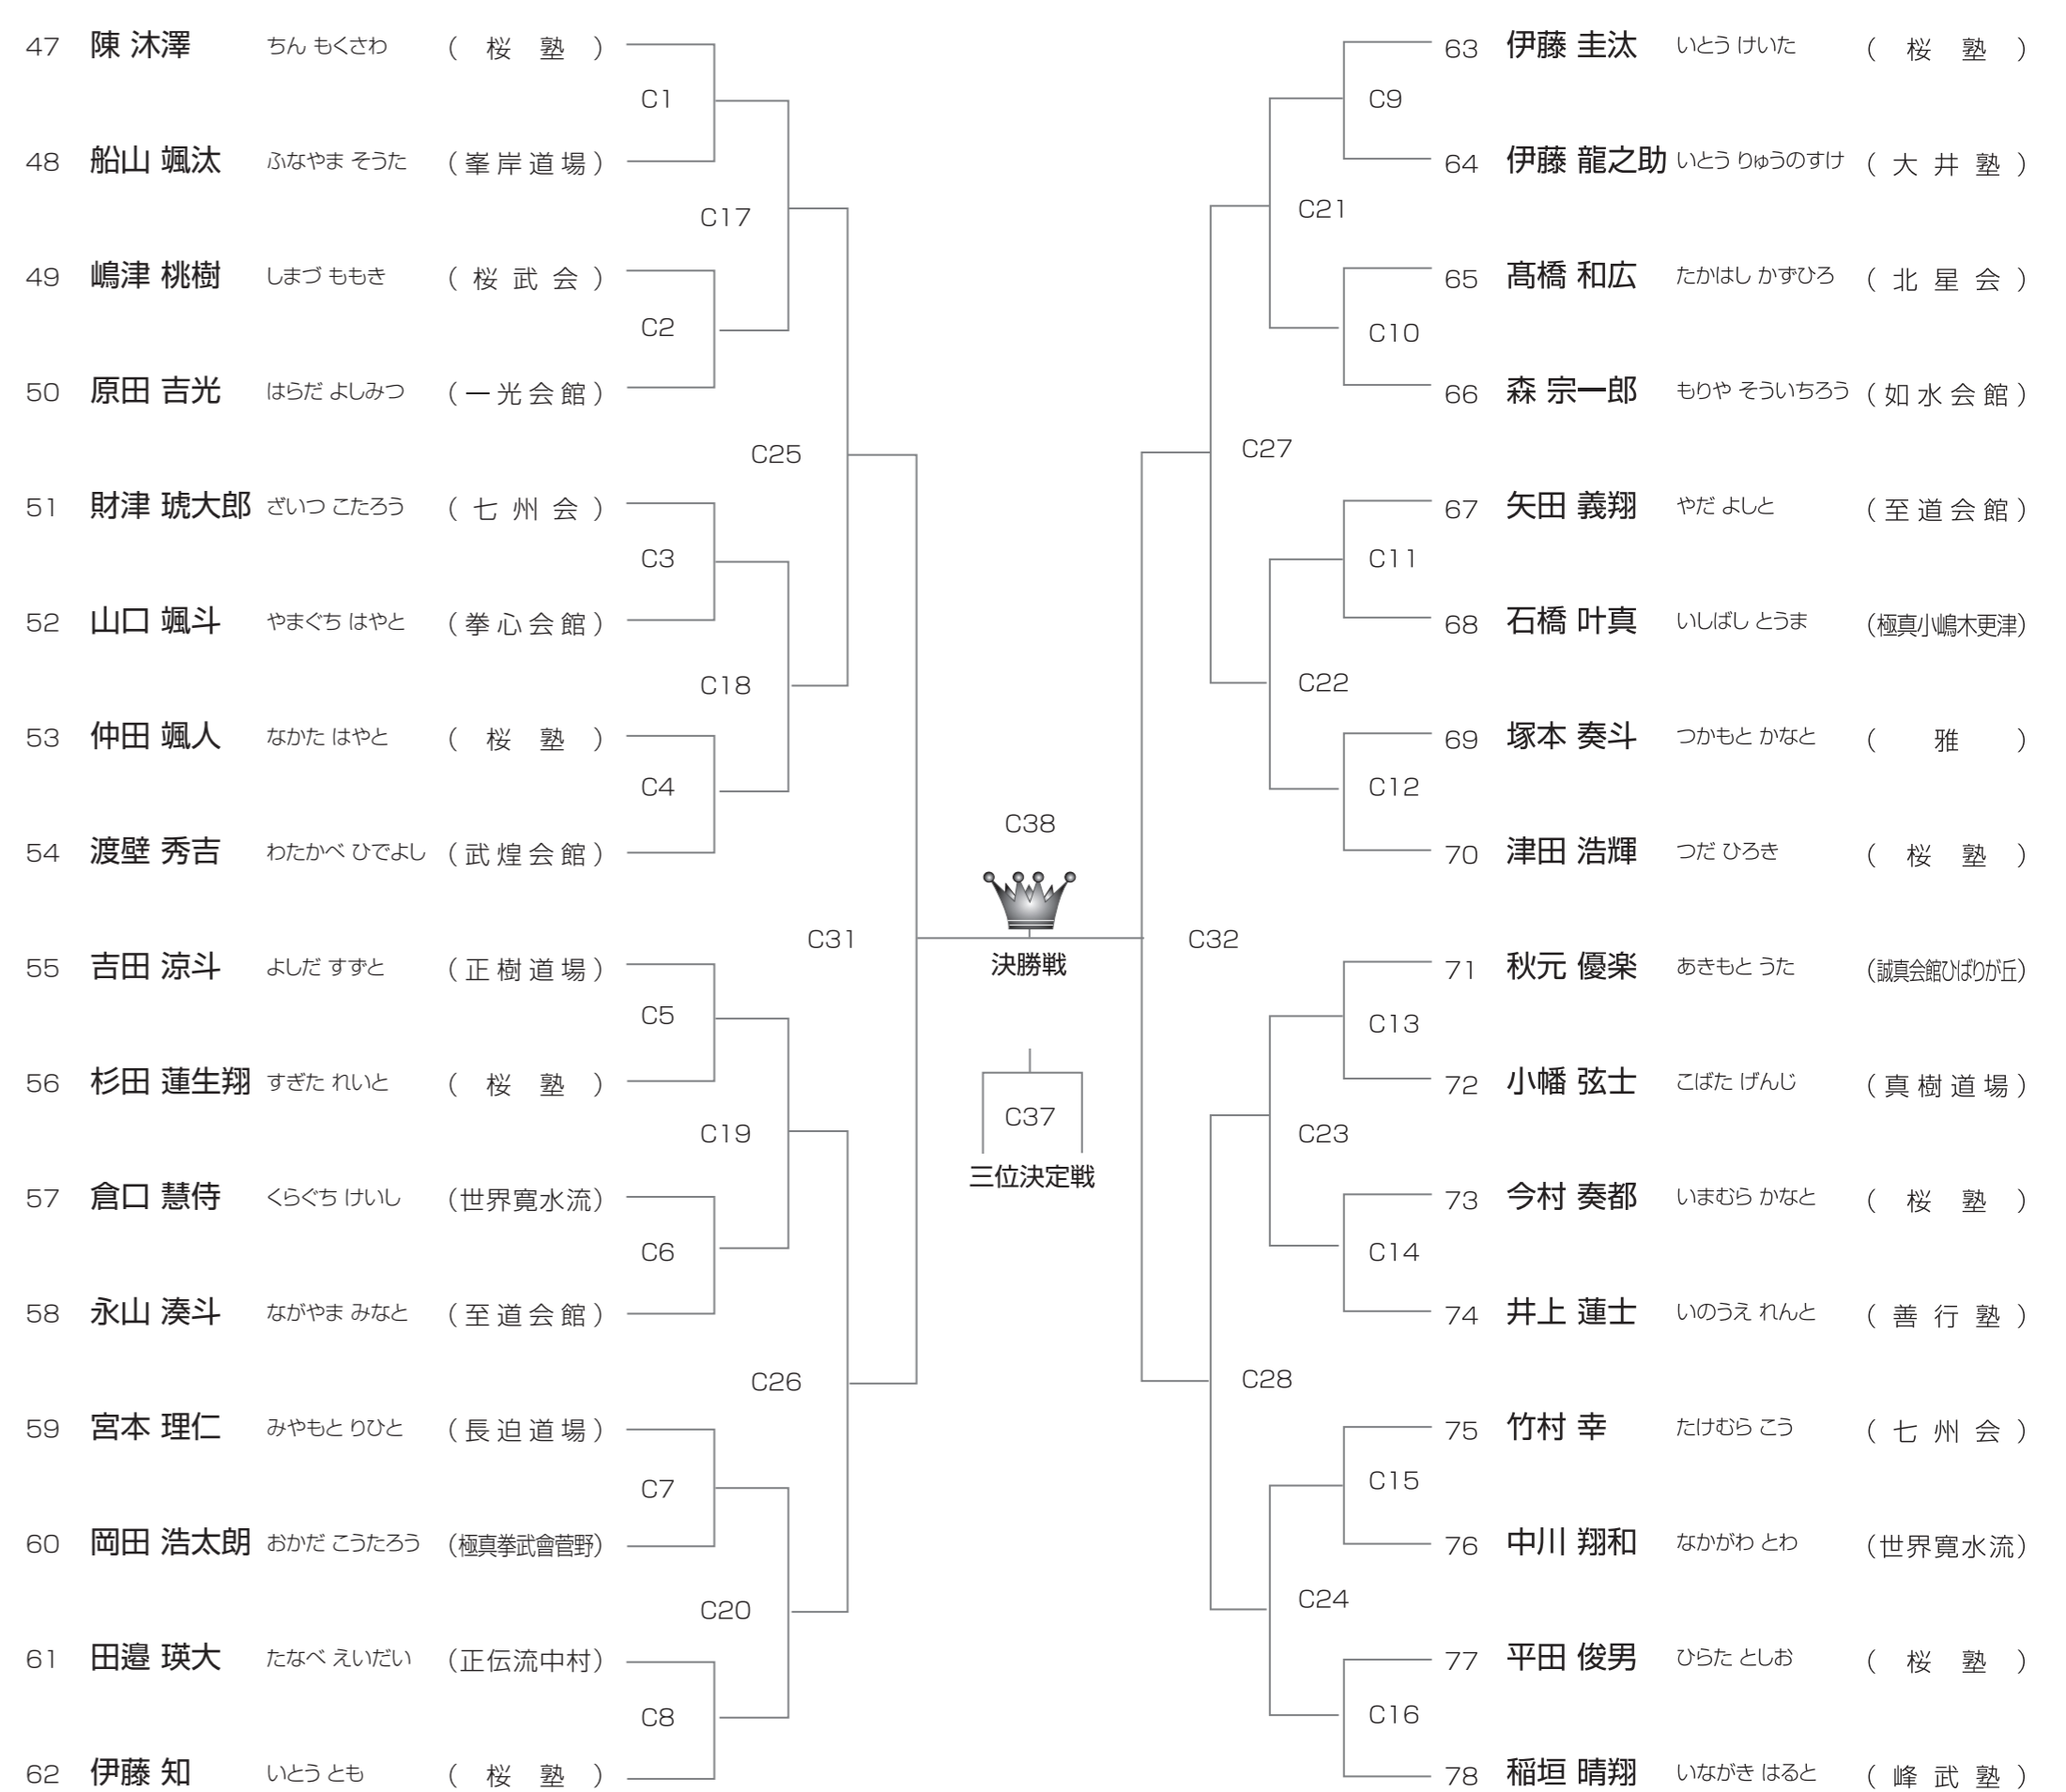 47 陳 沐澤 ちん もくさわ （桜塾）
C1
48 船山 颯汰 ふなやま そうた （峯岸道場）
C17
49 嶋津 桃樹 しまづ ももき （桜武会）
C2
50 原田 吉光 はらだ よしみつ （一光会館）
C25
51 財津 琥大郎 ざいつ こたろう （七州会）
C3
52 山口 颯斗 やまぐち はやと （拳心会館）
C18
53 仲田 颯人 なかた はやと （桜塾）
C4
54 渡壁 秀吉 わたかべ ひでよし （武煌会館）
C31
55 吉田 涼斗 よしだ すずと （正樹道場）
C5
56 杉田 蓮生翔 すぎた れいと （桜塾）
C19
57 倉口 慧侍 くらぐち けいし （世界寛水流）
C6
58 永山 湊斗 ながやま みなと （至道会館）
C26
59 宮本 理仁 みやもと りひと （長迫道場）
C7
60 岡田 浩太朗 おかだ こうたろう （極真拳武會菅野）
C20
61 田邉 瑛大 たなべ えいだい （正伝流中村）
C8
62 伊藤 知 いとう とも （桜塾）
C38
決勝戦
C37
三位決定戦
63 伊藤 圭汰 いとう けいた （桜塾）
C9
64 伊藤 龍之助 いとう りゅうのすけ （大井塾）
C21
65 髙橋 和広 たかはし かずひろ （北星会）
C10
66 森 宗一郎 もりや そういちろう （如水会館）
C27
67 矢田 義翔 やだ よしと （至道会館）
C11
68 石橋 叶真 いしばし とうま （極真小嶋木更津）
C22
69 塚本 奏斗 つかもと かなと （雅）
C12
70 津田 浩輝 つだ ひろき （桜塾）
C32
71 秋元 優楽 あきもと うた （誠真会館ひばりが丘）
C13
72 小幡 弦士 こばた げんじ （真樹道場）
C23
73 今村 奏都 いまむら かなと （桜塾）
C14
74 井上 蓮士 いのうえ れんと （善行塾）
C28
75 竹村 幸 たけむら こう （七州会）
C15
76 中川 翔和 なかがわ とわ （世界寛水流）
C24
77 平田 俊男 ひらた としお （桜塾）
C16
78 稲垣 晴翔 いながき はると （峰武塾）